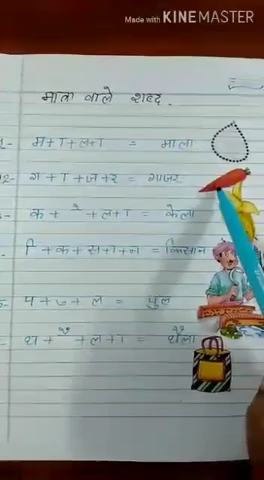 Made with KINEMASTER
मात्रा वाले शब्द.
म+ा+ल+ा = माला
ग+ा+ज+र = गाजर
क+े+ल+ा = केला
ि+क+स+ा+न = किसान
प+ु+ल = पुल
थ+ै+ल+ा = थैला